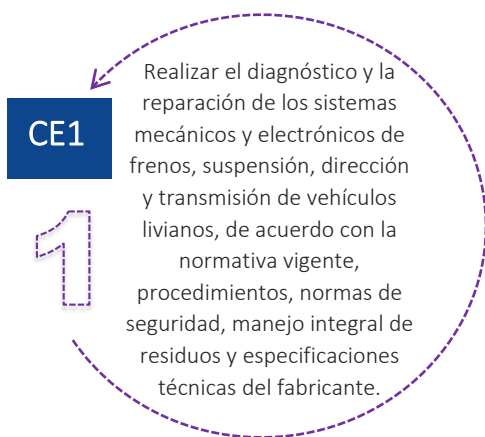 CE1
1
Realizar el diagnóstico y la
reparación de los sistemas
mecánicos y electrónicos de
frenos, suspensión, dirección
y transmisión de vehículos
livianos, de acuerdo con la
normativa vigente,
procedimientos, normas de
seguridad, manejo integral de
residuos y especificaciones
técnicas del fabricante.